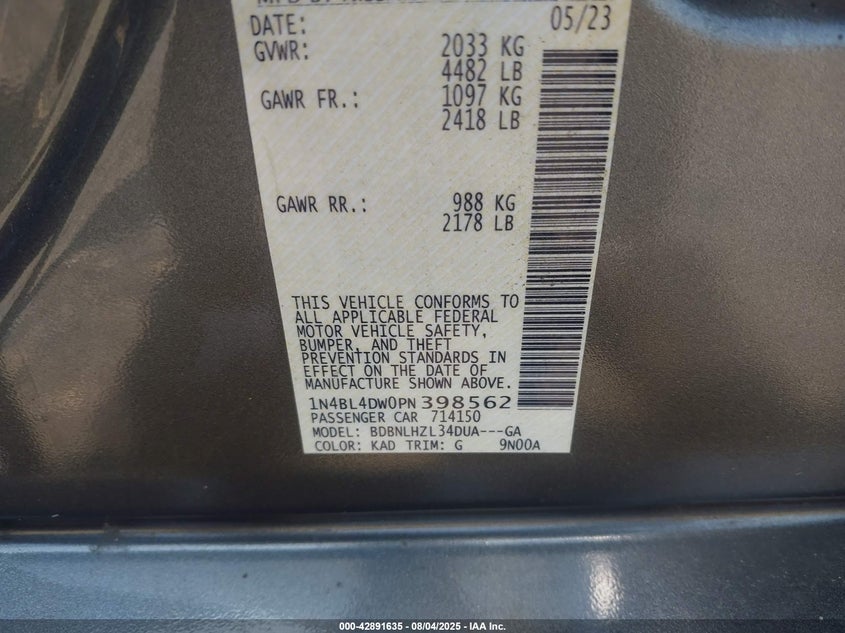 DATE: 05/23
GVWR: 2033 KG
4482 LB
GAWR FR.: 1097 KG
2418 LB
GAWR RR.: 988 KG
2178 LB
THIS VEHICLE CONFORMS TO
ALL APPLICABLE FEDERAL
MOTOR VEHICLE SAFETY,
BUMPER, AND THEFT
PREVENTION STANDARDS IN
EFFECT ON THE DATE OF
MANUFACTURE SHOWN ABOVE.
1N4BL4DW0PN398562
PASSENGER CAR 714150
MODEL: BDBNLHZL34DUA---GA
COLOR: KAD TRIM: G 9N00A
000-42891635 - 08/04/2025 - IAA Inc.